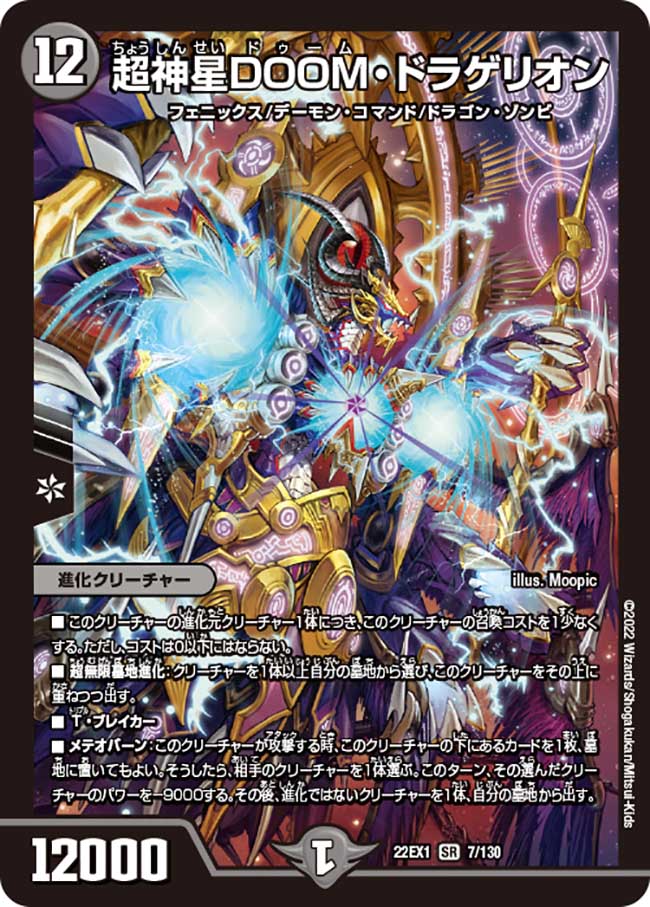 12
ちょうしんせい ドゥーム
超神星DOOM・ドラゲリオン
フェニックス/デーモン・コマンド/ドラゴン・ゾンビ
進化クリーチャー
illus. Moopic
■ このクリーチャーの進化元クリーチャー1体につき、このクリーチャーの召喚コストを1少なく
する。ただし、コストは0以下にはならない。
■ 超無限墓地進化：クリーチャーを1体以上自分の墓地から選び、このクリーチャーをその上に
重ねつつ出す。
■ T・ブレイカー
■ メテオバーン：このクリーチャーが攻撃する時、このクリーチャーの下にあるカードを1枚、墓
地に置いてもよい。そうしたら、相手のクリーチャーを1体選ぶ。このターン、その選んだクリー
チャーのパワーを-9000する。その後、進化ではないクリーチャーを1体、自分の墓地から出す。
©2022 Wizards/Shogakukan/Mitsui-Kids
12000
1
22EX1 SR 7/130